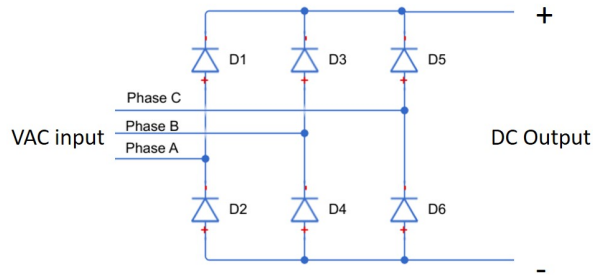 +
D1 D3 D5
Phase C
VAC input Phase B DC Output
Phase A
D2 D4 D6
-